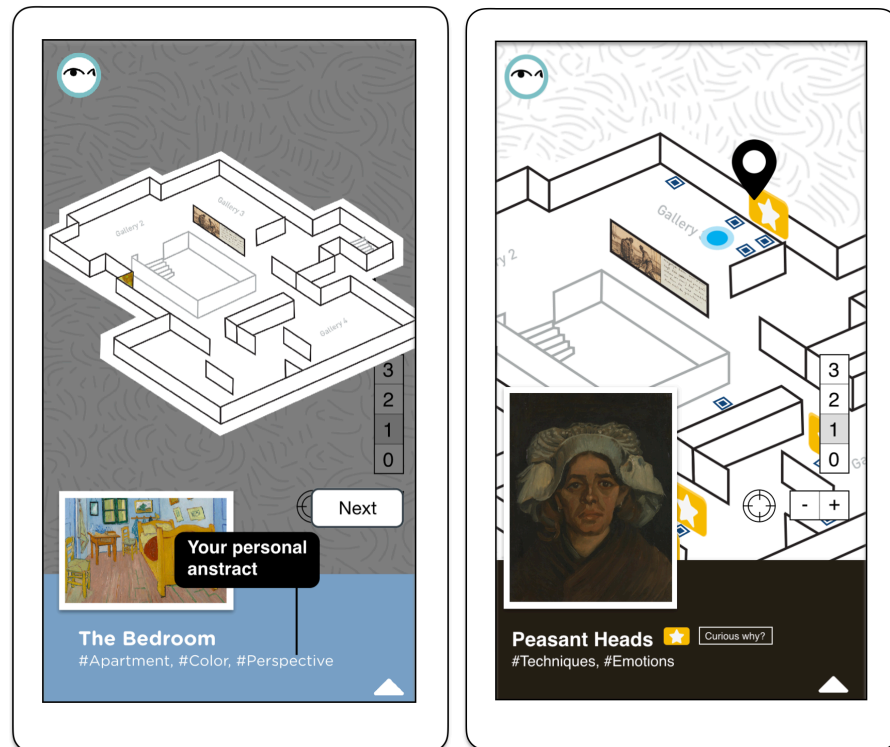 Gallery 3
Gallery 2
Gallery 4
3
2
1
0
Next
Your personal
anstract
The Bedroom
#Apartment, #Color, #Perspective
Gallery
y 2
3
2
1
0
Ga
- +
Peasant Heads
Curious why?
#Techniques, #Emotions